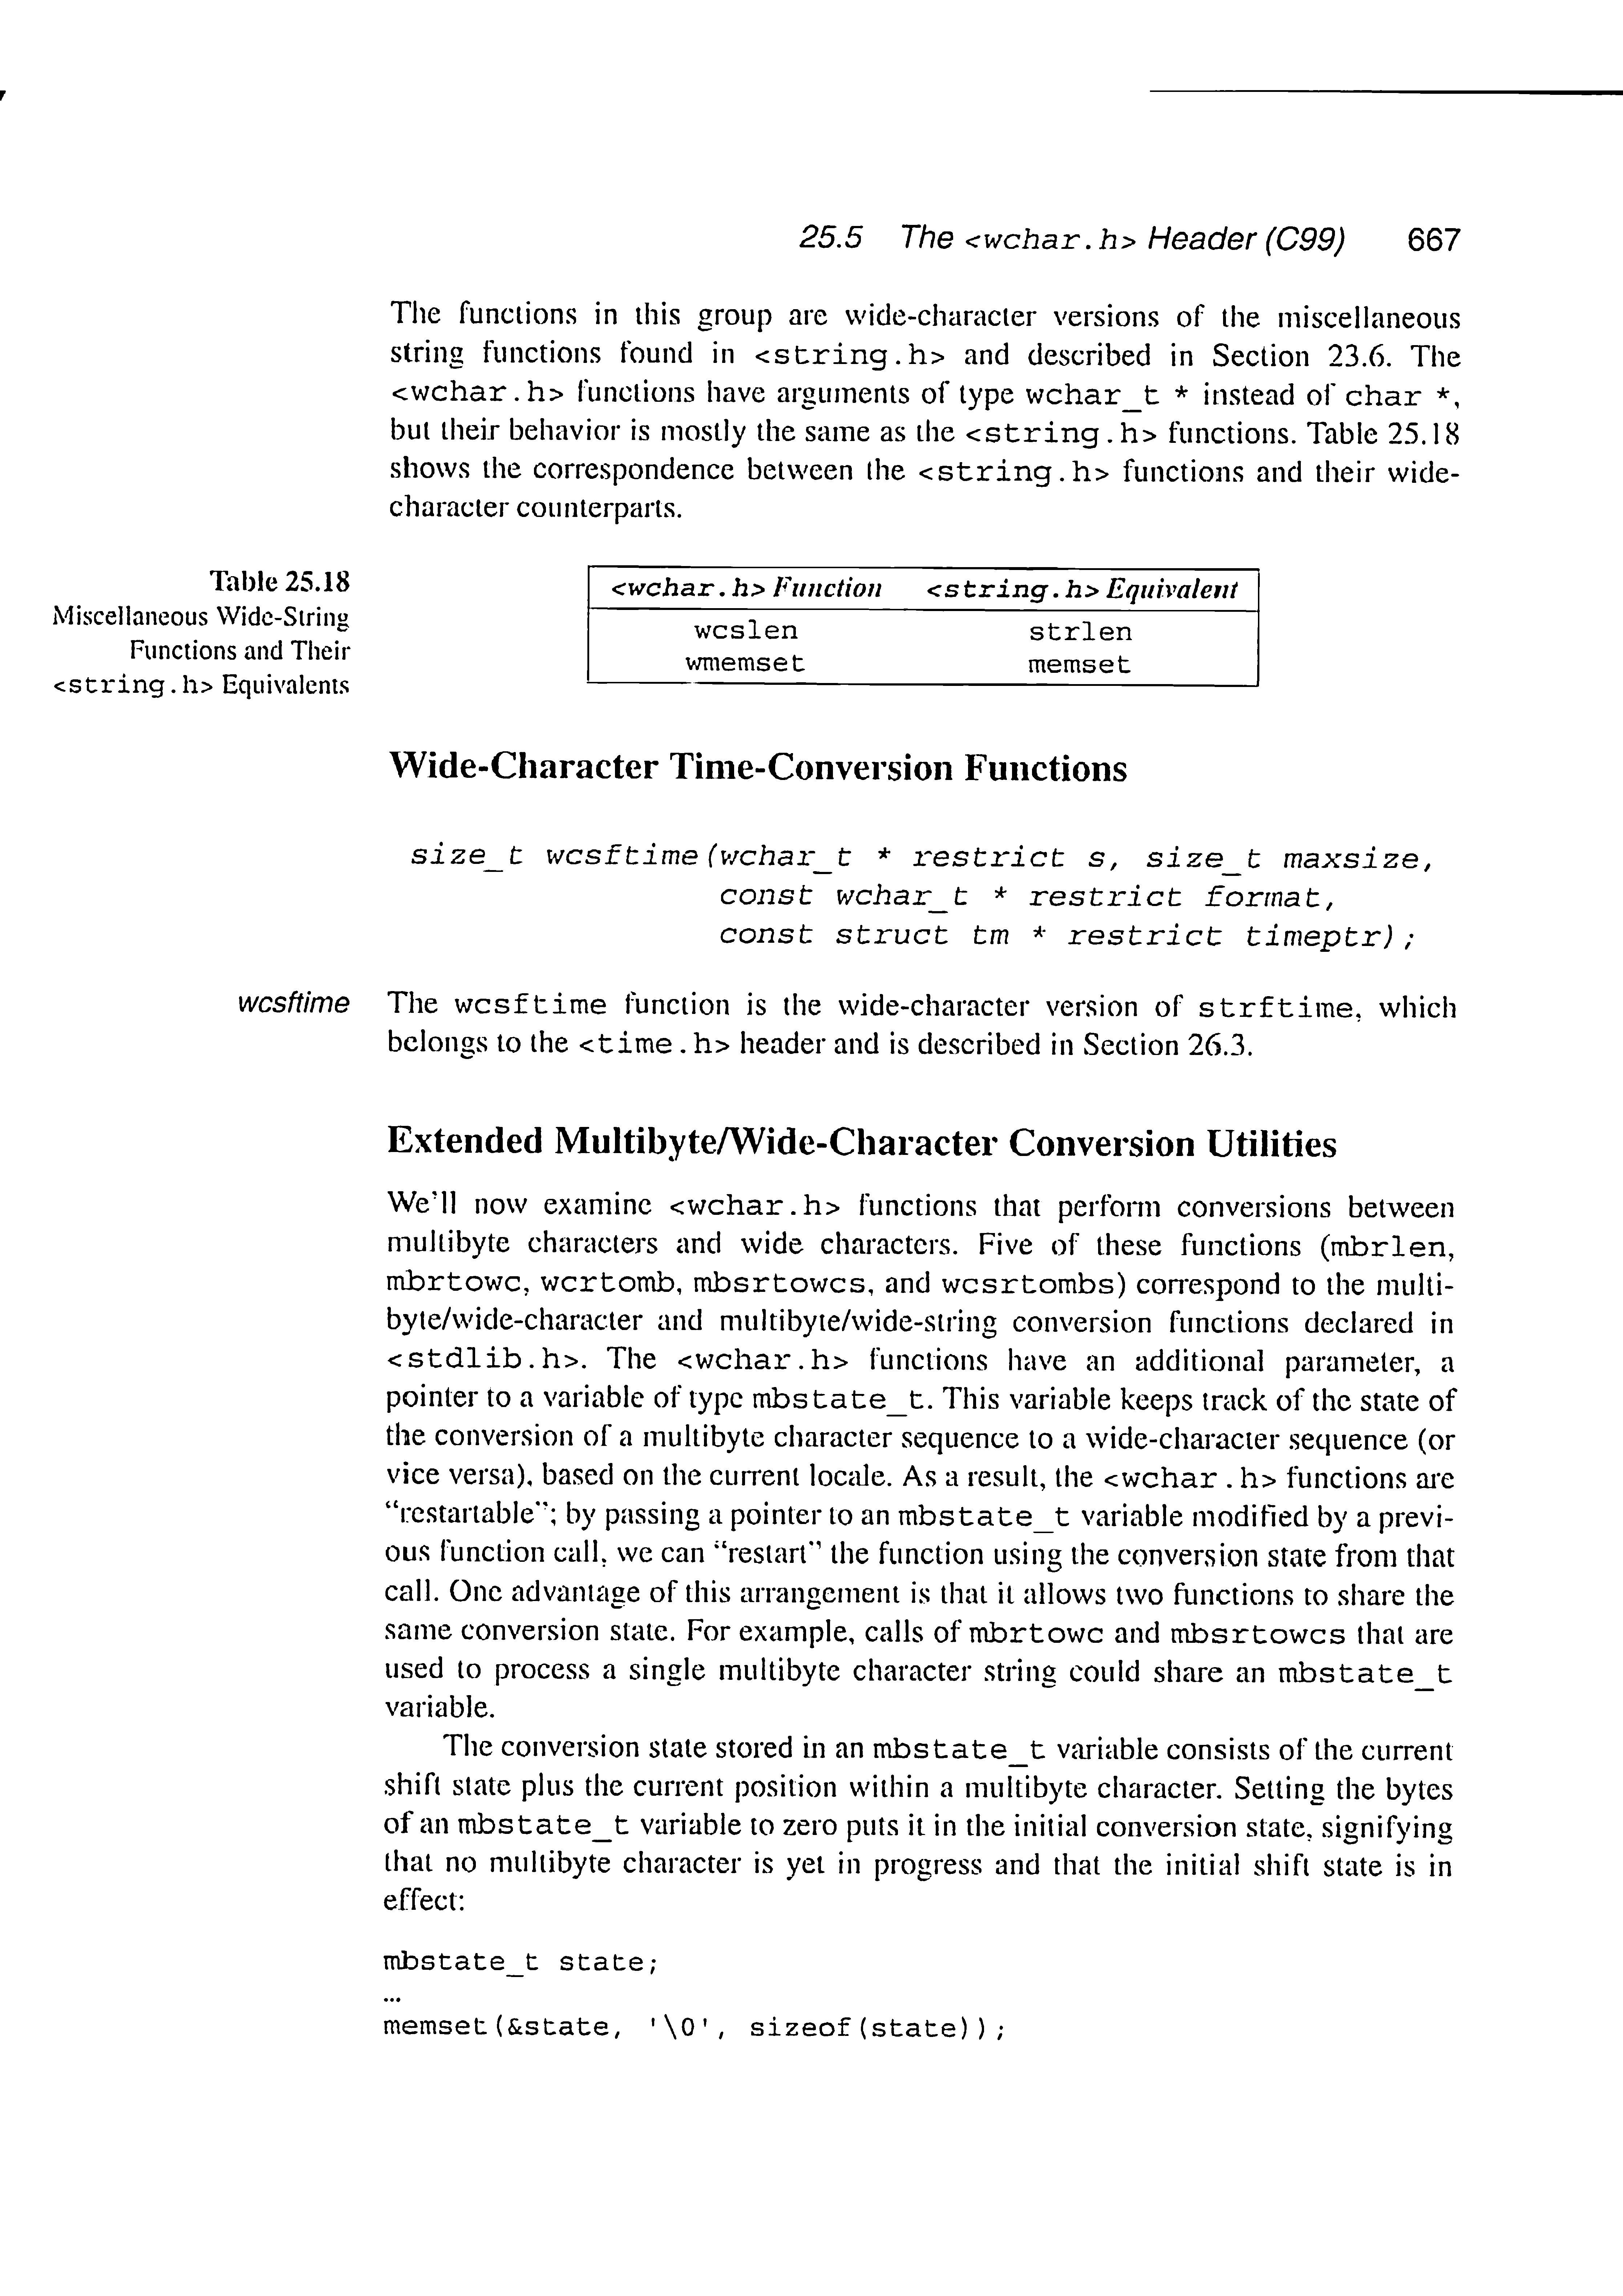 25.5 The <wchar.h> Header (C99) 667
The functions in this group are wide-character versions of the miscellaneous
string functions found in <string.h> and described in Section 23.6. The
<wchar.h> functions have arguments of type wchar_t * instead of char *,
but their behavior is mostly the same as the <string.h> functions. Table 25.18
shows the correspondence between the <string.h> functions and their wide-
character counterparts.
Table 25.18
Miscellaneous Wide-String
Functions and Their
<string.h> Equivalents
<wchar.h> Function <string.h> Equivalent
wcslen strlen
wmemset memset
Wide-Character Time-Conversion Functions
size_t wcsftime(wchar_t * restrict s, size_t maxsize,
const wchar_t * restrict format,
const struct tm * restrict timeptr);
wcsftime The wcsftime function is the wide-character version of strftime, which
belongs to the <time.h> header and is described in Section 26.3.
Extended Multibyte/Wide-Character Conversion Utilities
We'll now examine <wchar.h> functions that perform conversions between
multibyte characters and wide characters. Five of these functions (mbrlen,
mbrtowc, wcrtomb, mbsrtowcs, and wcsrtombs) correspond to the multi-
byte/wide-character and multibyte/wide-string conversion functions declared in
<stdlib.h>. The <wchar.h> functions have an additional parameter, a
pointer to a variable of type mbstate_t. This variable keeps track of the state of
the conversion of a multibyte character sequence to a wide-character sequence (or
vice versa), based on the current locale. As a result, the <wchar.h> functions are
“restartable”; by passing a pointer to an mbstate_t variable modified by a previ-
ous function call, we can “restart” the function using the conversion state from that
call. One advantage of this arrangement is that it allows two functions to share the
same conversion state. For example, calls of mbrtowc and mbsrtowcs that are
used to process a single multibyte character string could share an mbstate_t
variable.
The conversion state stored in an mbstate_t variable consists of the current
shift state plus the current position within a multibyte character. Setting the bytes
of an mbstate_t variable to zero puts it in the initial conversion state, signifying
that no multibyte character is yet in progress and that the initial shift state is in
effect:
mbstate_t state;
…
memset(&state, '\0', sizeof(state));